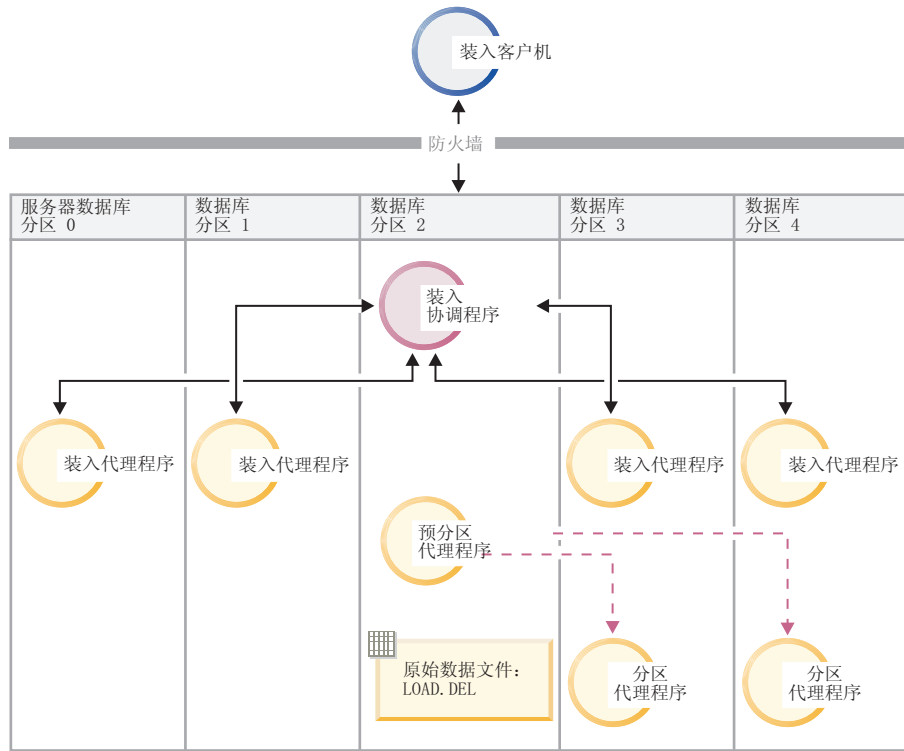 装入客户机
防火墙
服务器数据库
分区 0
数据库
分区 1
数据库
分区 2
数据库
分区 3
数据库
分区 4
装入
协调程序
装入代理程序
装入代理程序
装入代理程序
装入代理程序
预分区
代理程序
原始数据文件:
LOAD.DEL
分区
代理程序
分区
代理程序